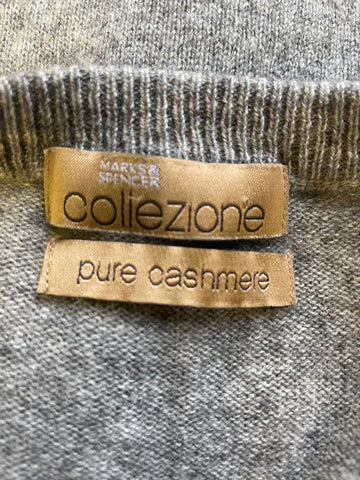 MARKS&
SPENCER
collezione
pure cashmere